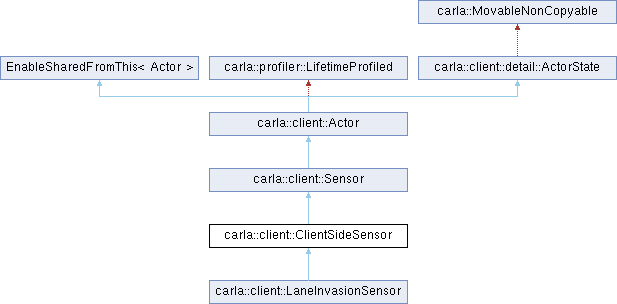 carla::MovableNonCopyable
EnableSharedFromThis< Actor >
carla::profiler::LifetimeProfiled
carla::client::detail::ActorState
carla::client::Actor
carla::client::Sensor
carla::client::ClientSideSensor
carla::client::LaneInvasionSensor